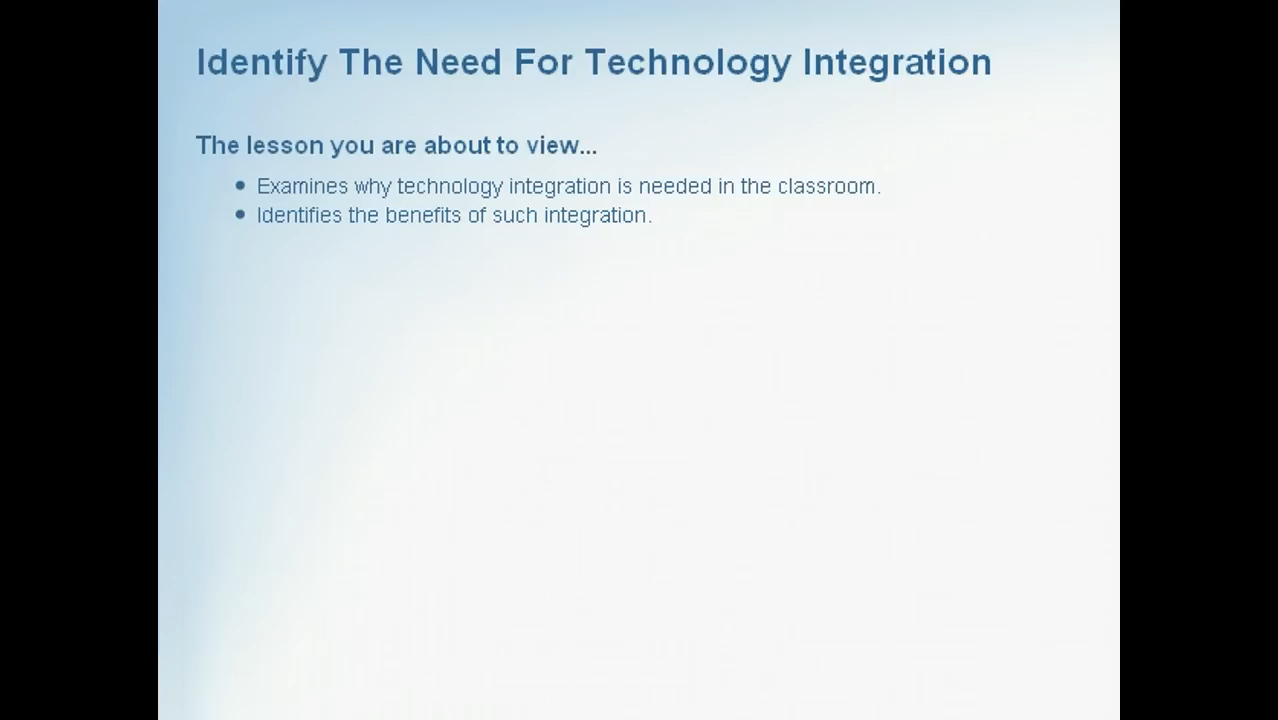 Identify The Need For Technology Integration
The lesson you are about to view...
• Examines why technology integration is needed in the classroom.
• Identifies the benefits of such integration.